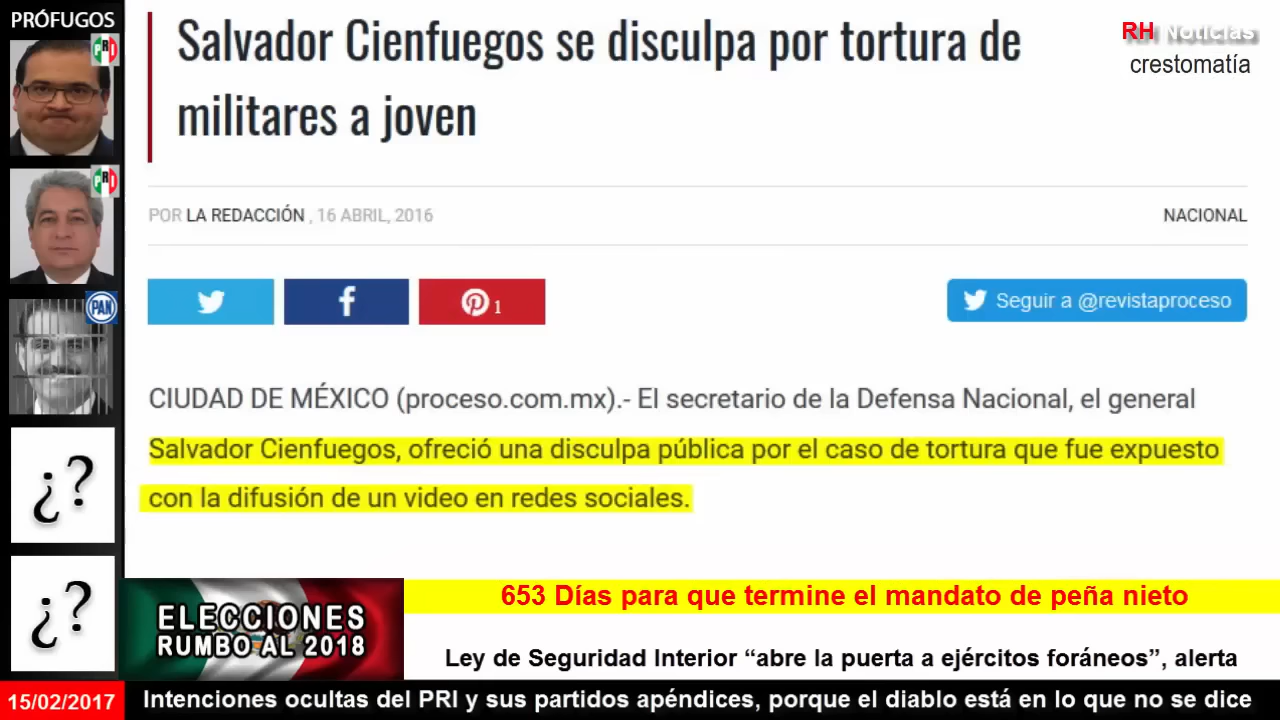 PRÓFUGOS
PRI
PRI
PAN
¿?
¿?
Salvador Cienfuegos se disculpa por tortura de
militares a joven
RH Noticias
crestomatía
POR LA REDACCIÓN , 16 ABRIL, 2016
NACIONAL
1
Seguir a @revistaproceso
CIUDAD DE MÉXICO (proceso.com.mx).- El secretario de la Defensa Nacional, el general
Salvador Cienfuegos, ofreció una disculpa pública por el caso de tortura que fue expuesto
con la difusión de un video en redes sociales.
ELECCIONES
RUMBO AL 2018
653 Días para que termine el mandato de peña nieto
Ley de Seguridad Interior “abre la puerta a ejércitos foráneos”, alerta
15/02/2017
Intenciones ocultas del PRI y sus partidos apéndices, porque el diablo está en lo que no se dice